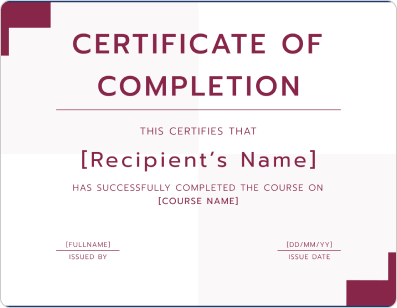 CERTIFICATE OF
COMPLETION
THIS CERTIFIES THAT
[Recipient’s Name]
HAS SUCCESSFULLY COMPLETED THE COURSE ON
[COURSE NAME]
[FULLNAME]
ISSUED BY
[DD/MM/YY]
ISSUE DATE